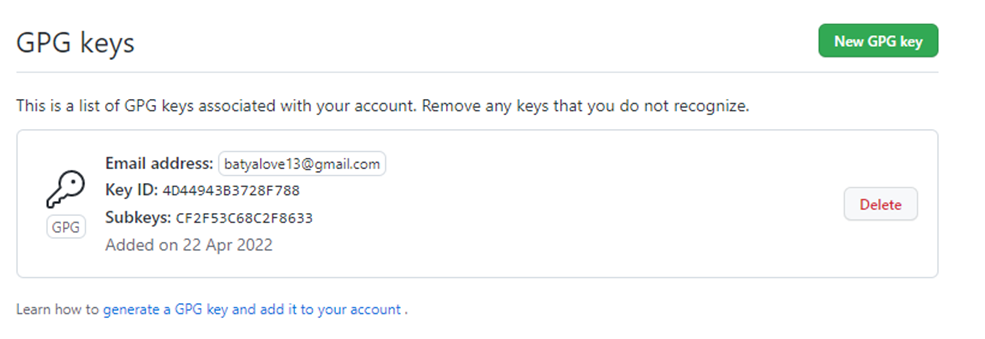 GPG keys
New GPG key
This is a list of GPG keys associated with your account. Remove any keys that you do not recognize.
Email address: batyalove13@gmail.com
Key ID: 4D44943B3728F788
Subkeys: CF2F53C68C2F8633
Added on 22 Apr 2022
GPG
Delete
Learn how to generate a GPG key and add it to your account .